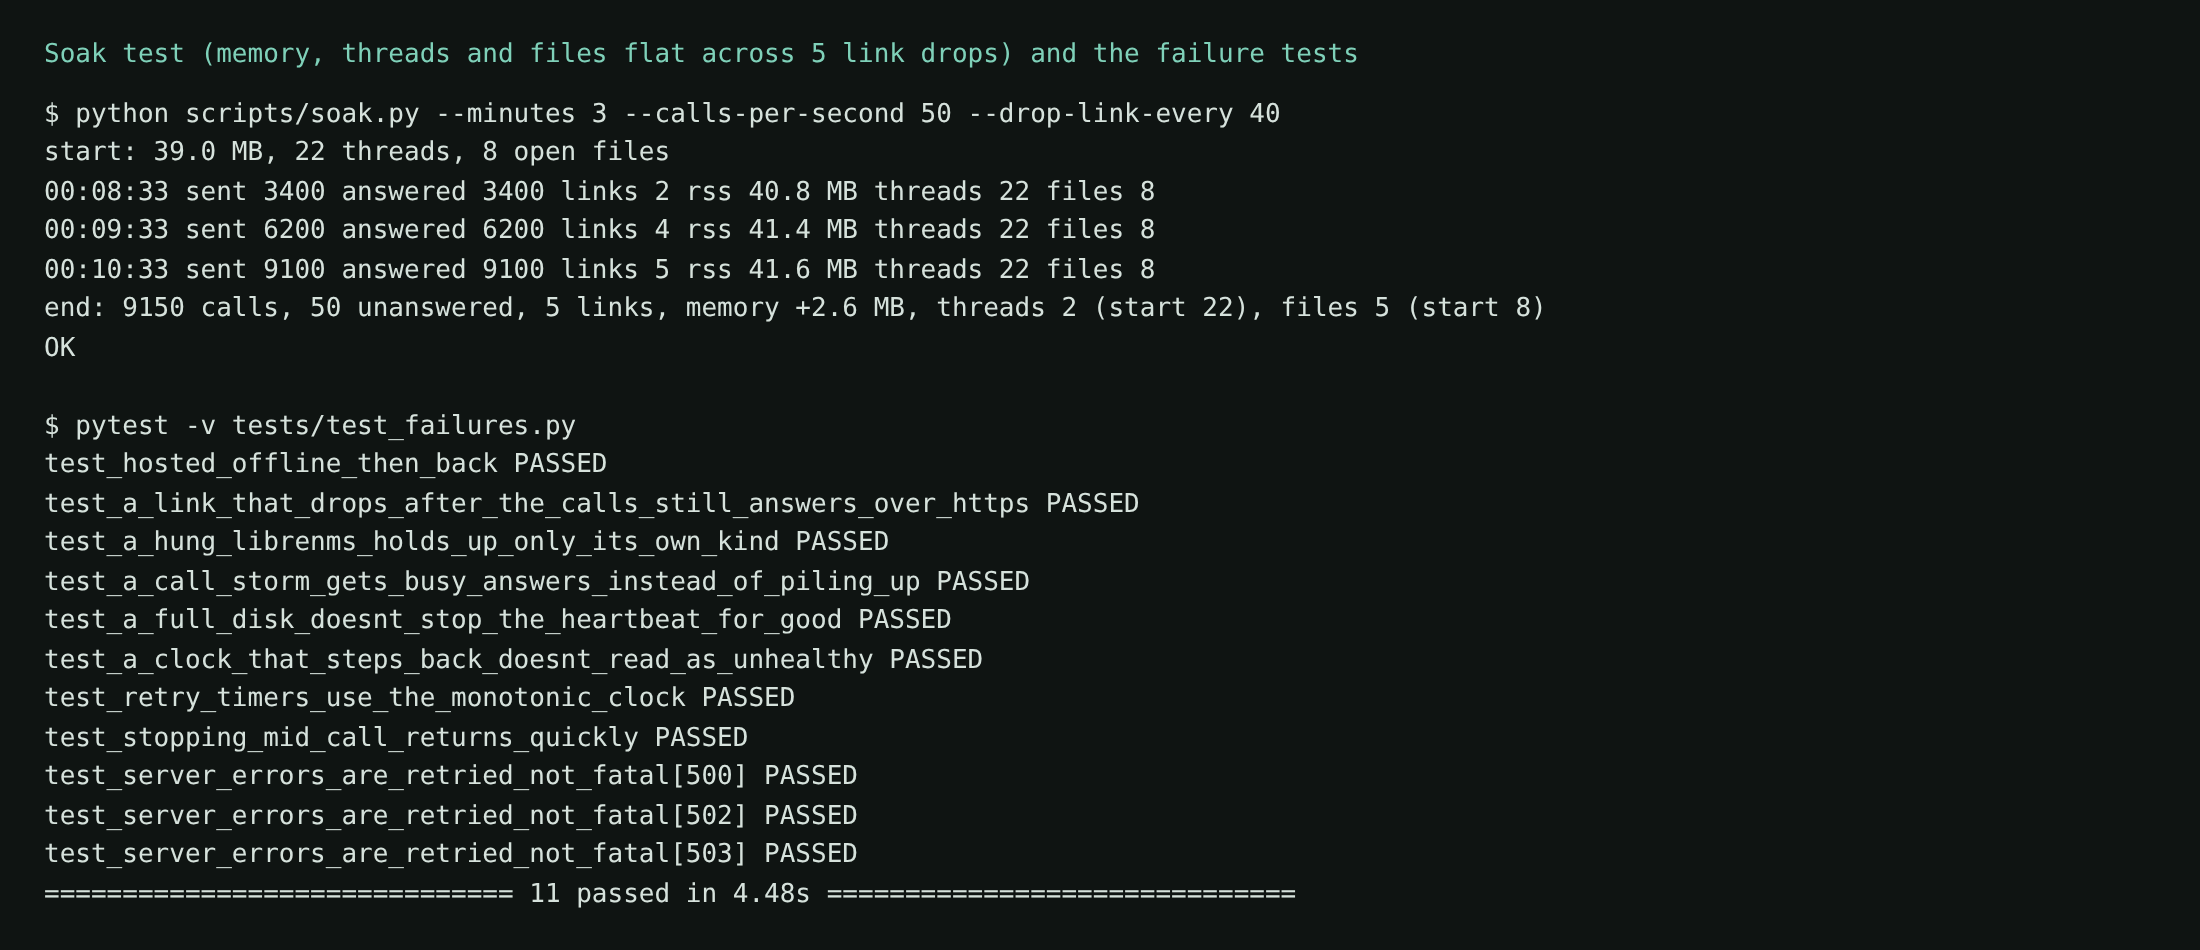 Soak test (memory, threads and files flat across 5 link drops) and the failure tests
$ python scripts/soak.py --minutes 3 --calls-per-second 50 --drop-link-every 40
start: 39.0 MB, 22 threads, 8 open files
00:08:33 sent 3400 answered 3400 links 2 rss 40.8 MB threads 22 files 8
00:09:33 sent 6200 answered 6200 links 4 rss 41.4 MB threads 22 files 8
00:10:33 sent 9100 answered 9100 links 5 rss 41.6 MB threads 22 files 8
end: 9150 calls, 50 unanswered, 5 links, memory +2.6 MB, threads 2 (start 22), files 5 (start 8)
OK
$ pytest -v tests/test_failures.py
test_hosted_offline_then_back PASSED
test_a_link_that_drops_after_the_calls_still_answers_over_https PASSED
test_a_hung_librenms_holds_up_only_its_own_kind PASSED
test_a_call_storm_gets_busy_answers_instead_of_piling_up PASSED
test_a_full_disk_doesnt_stop_the_heartbeat_for_good PASSED
test_a_clock_that_steps_back_doesnt_read_as_unhealthy PASSED
test_retry_timers_use_the_monotonic_clock PASSED
test_stopping_mid_call_returns_quickly PASSED
test_server_errors_are_retried_not_fatal[500] PASSED
test_server_errors_are_retried_not_fatal[502] PASSED
test_server_errors_are_retried_not_fatal[503] PASSED
============================== 11 passed in 4.48s ==============================